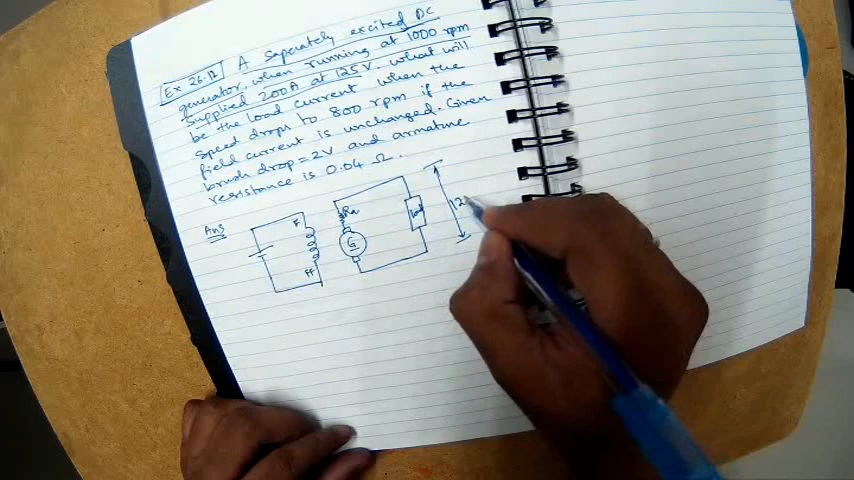 Ex 26.12 A Seperately excited DC
generator, when running at 1000 rpm
supplied 200A at 125V. what will
be the load current when the
speed drops to 800 rpm if the
field current is unchanged. Given
brush drop = 2V and armature
resistance is 0.04 Ω.
Ans
F
FF
Ra
G
load
12